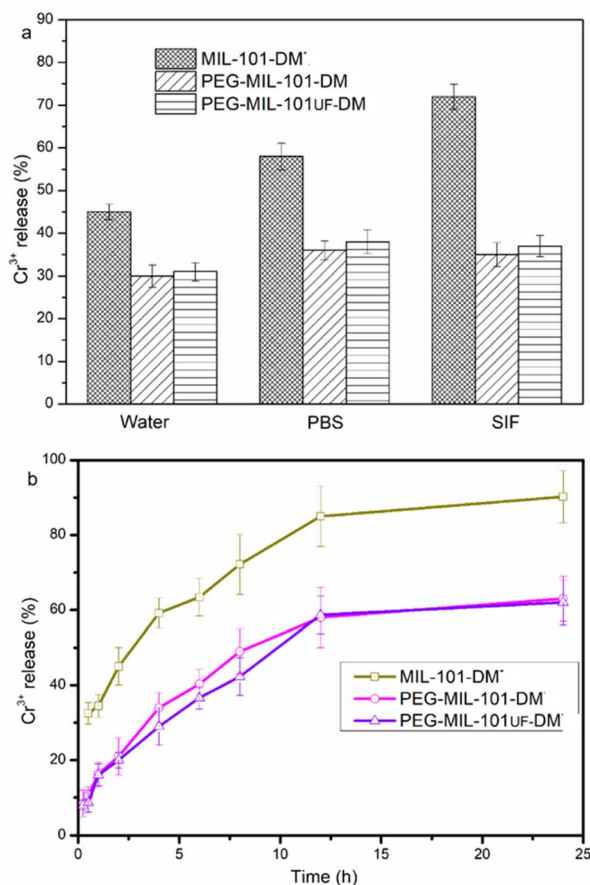 a
90
80
70
60
50
40
30
20
10
0
Cr³⁺ release (%)
MIL-101-DM
PEG-MIL-101-DM
PEG-MIL-101UF-DM
Water PBS SIF
b
100
80
60
40
20
0
Cr³⁺ release (%)
MIL-101-DM
PEG-MIL-101-DM
PEG-MIL-101UF-DM
0 5 10 15 20 25
Time (h)